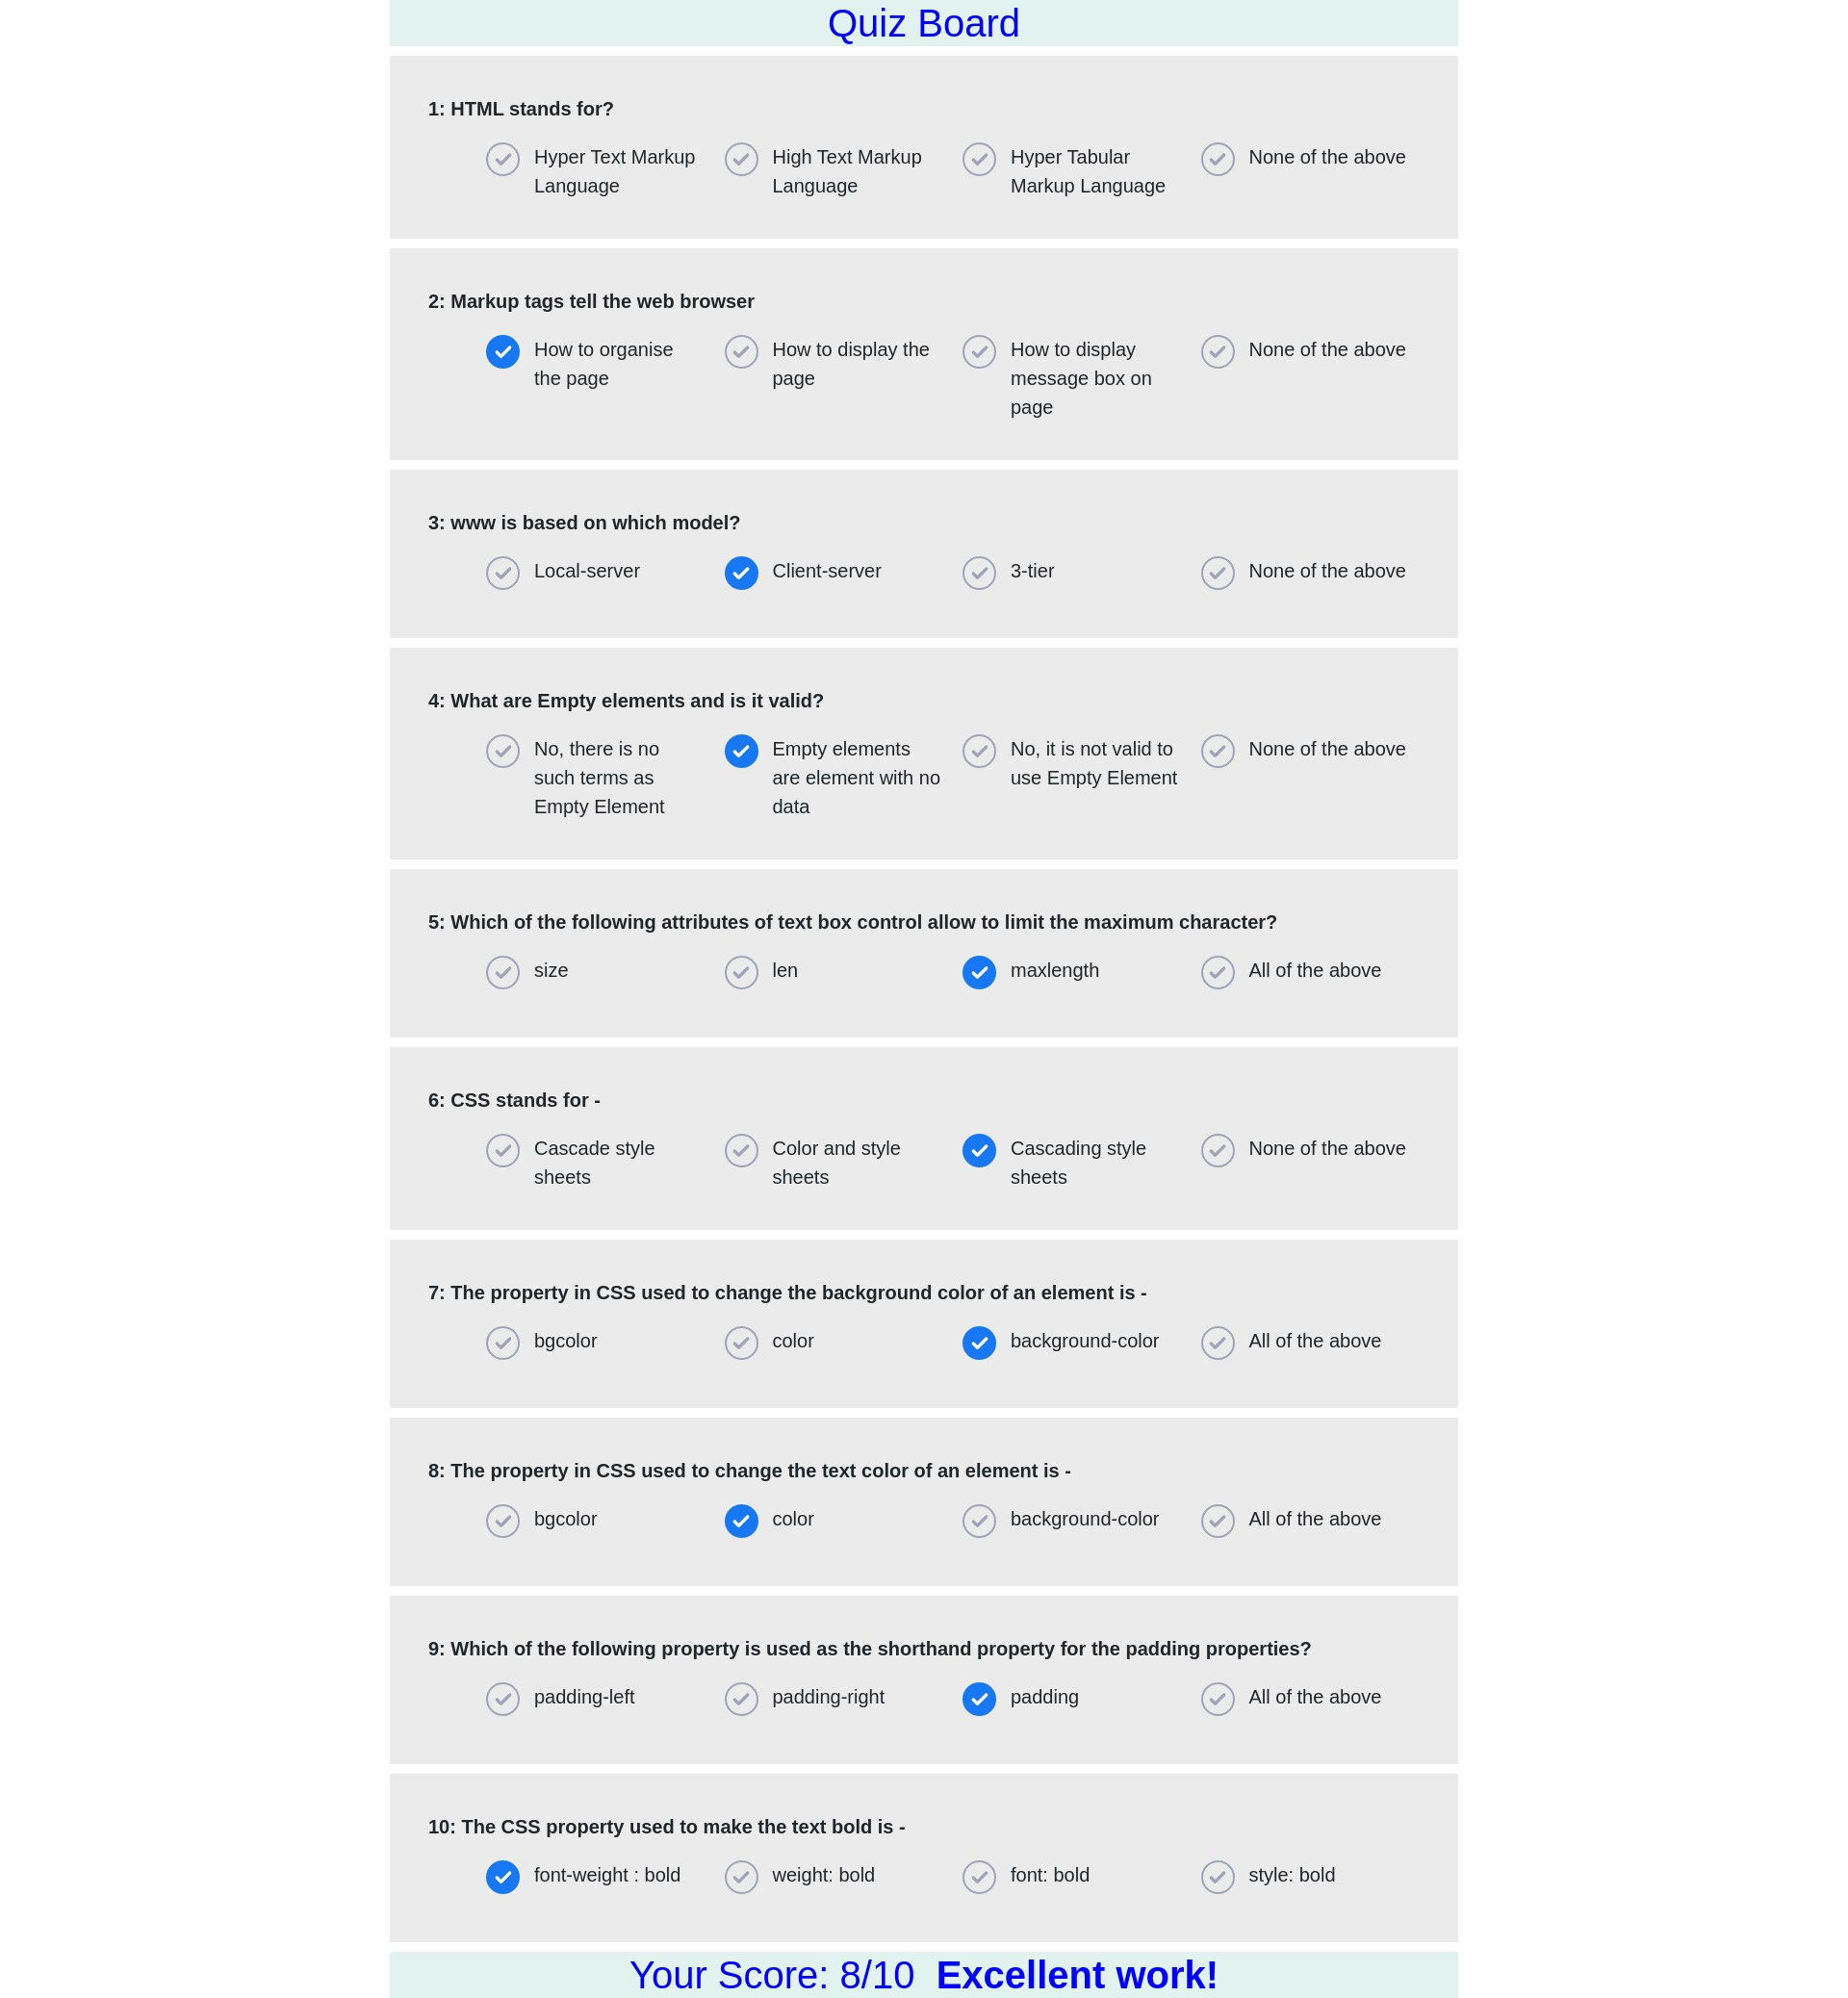 Quiz Board
1: HTML stands for?
Hyper Text Markup
Language
High Text Markup
Language
Hyper Tabular
Markup Language
None of the above
2: Markup tags tell the web browser
How to organise
the page
How to display the
page
How to display
message box on
page
None of the above
3: www is based on which model?
Local-server
Client-server
3-tier
None of the above
4: What are Empty elements and is it valid?
No, there is no
such terms as
Empty Element
Empty elements
are element with no
data
No, it is not valid to
use Empty Element
None of the above
5: Which of the following attributes of text box control allow to limit the maximum character?
size
len
maxlength
All of the above
6: CSS stands for -
Cascade style
sheets
Color and style
sheets
Cascading style
sheets
None of the above
7: The property in CSS used to change the background color of an element is -
bgcolor
color
background-color
All of the above
8: The property in CSS used to change the text color of an element is -
bgcolor
color
background-color
All of the above
9: Which of the following property is used as the shorthand property for the padding properties?
padding-left
padding-right
padding
All of the above
10: The CSS property used to make the text bold is -
font-weight : bold
weight: bold
font: bold
style: bold
Your Score: 8/10 Excellent work!